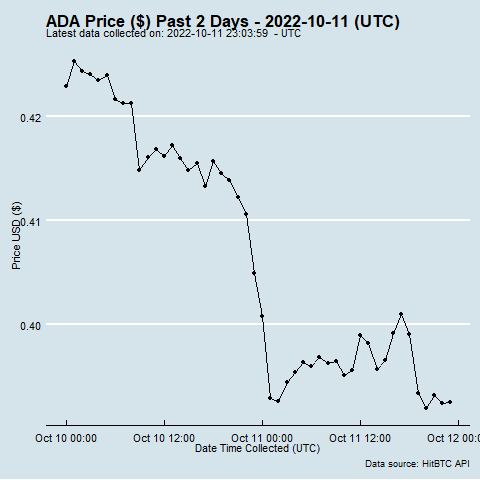 ADA Price ($) Past 2 Days - 2022-10-11 (UTC)
Latest data collected on: 2022-10-11 23:03:59 - UTC
0.42
0.41
0.40
Price USD ($)
Oct 10 00:00 Oct 10 12:00 Oct 11 00:00 Oct 11 12:00 Oct 12 00:0
Date Time Collected (UTC)
Data source: HitBTC API